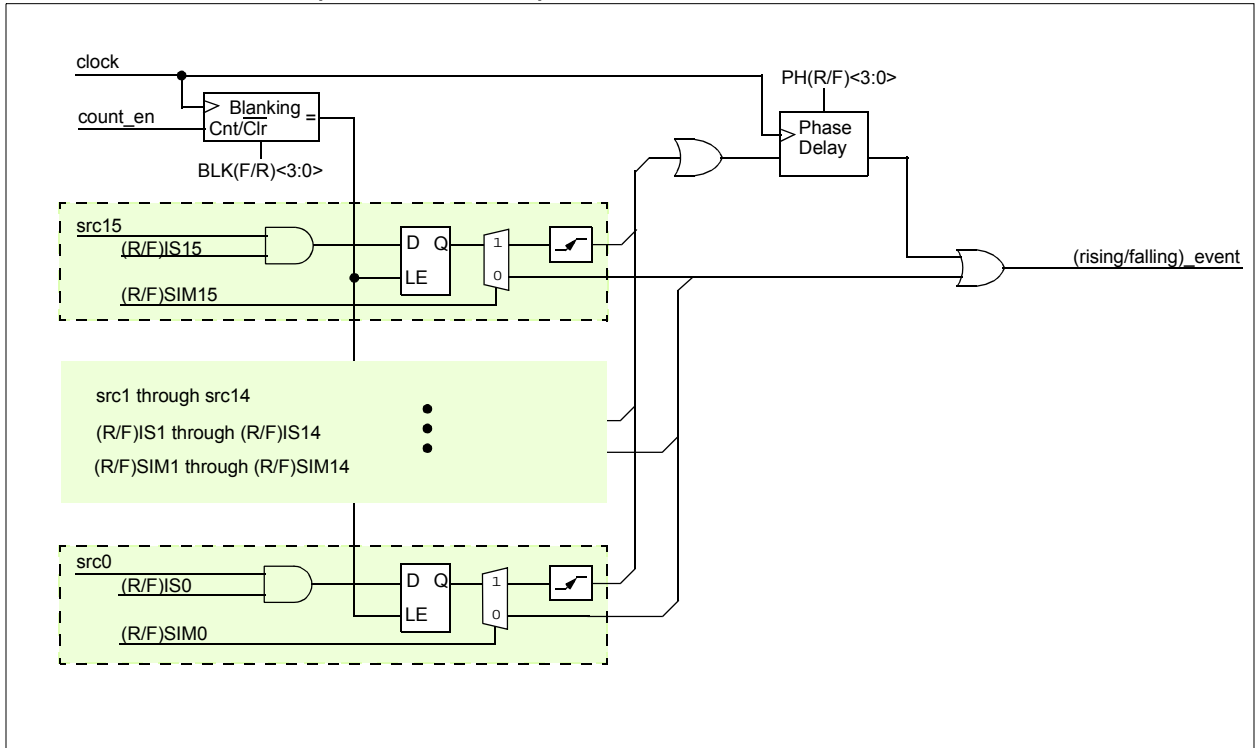 clock
PH(R/F)<3:0>
Blanking =
count_en
Cnt/Clr
Phase
Delay
BLK(F/R)<3:0>
src15
(R/F)IS15
D Q
1
(rising/falling)_event
LE
0
(R/F)SIM15
src1 through src14
(R/F)IS1 through (R/F)IS14
(R/F)SIM1 through (R/F)SIM14
src0
(R/F)IS0
D Q
1
LE
0
(R/F)SIM0